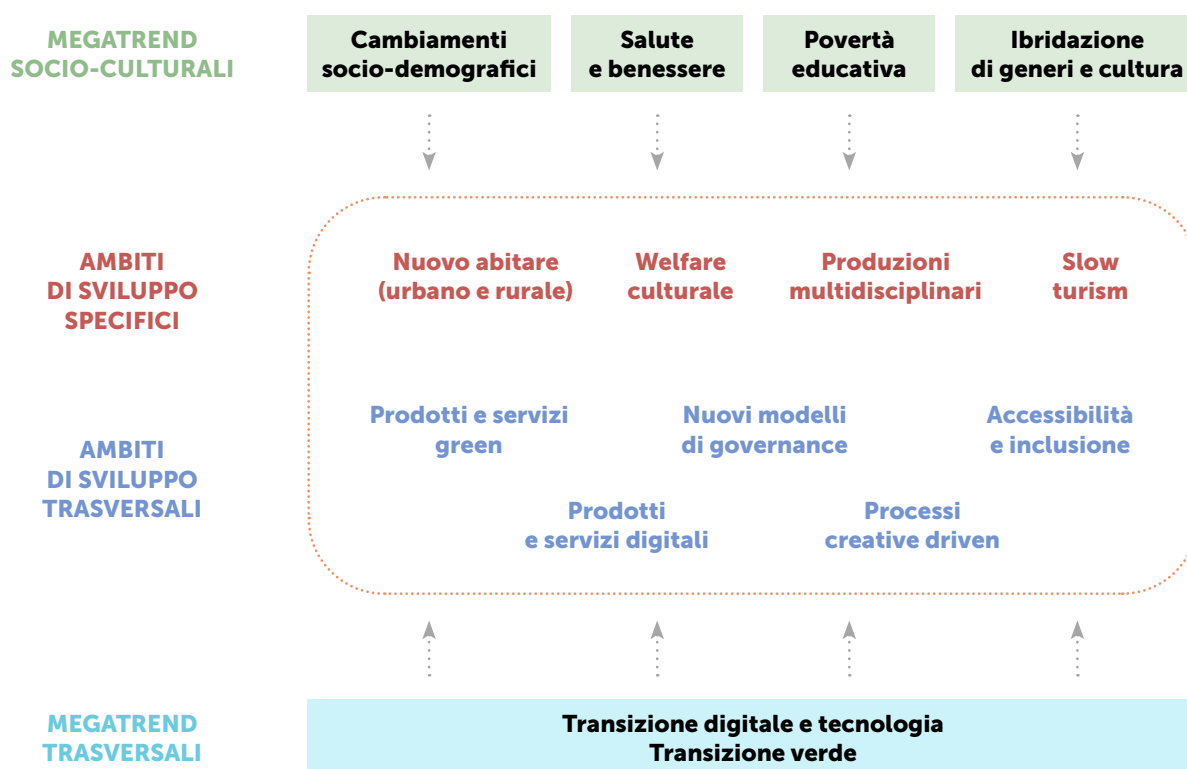 MEGATREND
SOCIO-CULTURALI
Cambiamenti
socio-demografici
Salute
e benessere
Povertà
educativa
Ibridazione
di generi e cultura
AMBITI
DI SVILUPPO
SPECIFICI
Nuovo abitare
(urbano e rurale)
Welfare
culturale
Produzioni
multidisciplinari
Slow
turism
AMBITI
DI SVILUPPO
TRASVERSALI
Prodotti e servizi
green
Nuovi modelli
di governance
Accessibilità
e inclusione
Prodotti
e servizi digitali
Processi
creative driven
MEGATREND
TRASVERSALI
Transizione digitale e tecnologia
Transizione verde